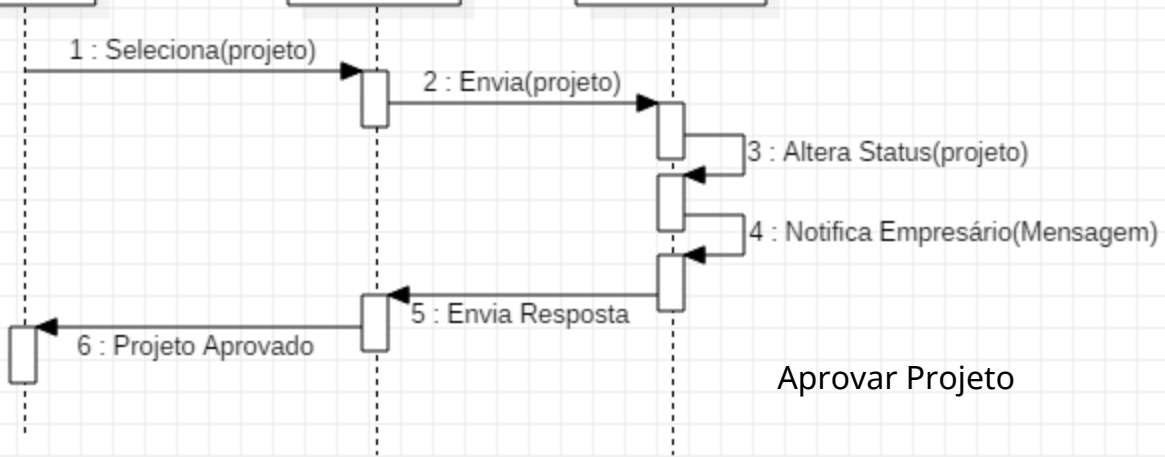 1 : Seleciona(projeto)
2 : Envia(projeto)
3 : Altera Status(projeto)
4 : Notifica Empresário(Mensagem)
5 : Envia Resposta
6 : Projeto Aprovado
Aprovar Projeto